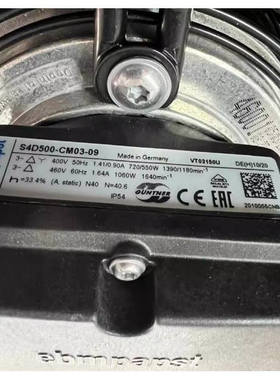 S4D500-CM03-09 Made in Germany VT03150U DE(H)10/20
3~ 400V 50Hz 1.41/0.90A 720/550W 1390/1180min⁻¹
3~ 460V 60Hz 1.64A 1060W 1640min⁻¹
=33.4% (A, static) N40 N=40.6 IP54 GÜNTNER CE EAC
ebmpapst